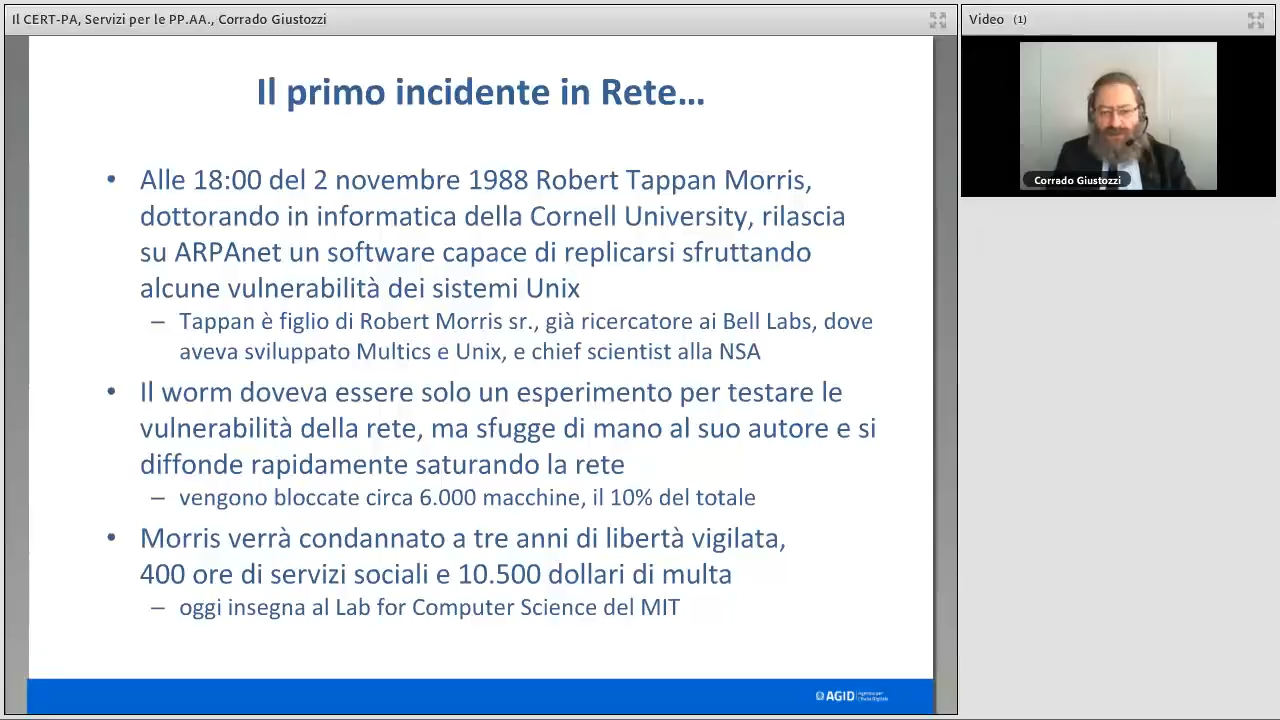 Il CERT-PA, Servizi per le PP.AA., Corrado Giustozzi
Video (1)
Il primo incidente in Rete...
• Alle 18:00 del 2 novembre 1988 Robert Tappan Morris,
dottorando in informatica della Cornell University, rilascia
su ARPAnet un software capace di replicarsi sfruttando
alcune vulnerabilità dei sistemi Unix
– Tappan è figlio di Robert Morris sr., già ricercatore ai Bell Labs, dove
aveva sviluppato Multics e Unix, e chief scientist alla NSA
• Il worm doveva essere solo un esperimento per testare le
vulnerabilità della rete, ma sfugge di mano al suo autore e si
diffonde rapidamente saturando la rete
– vengono bloccate circa 6.000 macchine, il 10% del totale
• Morris verrà condannato a tre anni di libertà vigilata,
400 ore di servizi sociali e 10.500 dollari di multa
– oggi insegna al Lab for Computer Science del MIT
Corrado Giustozzi
AGID
Agenzia per
l'Italia Digitale